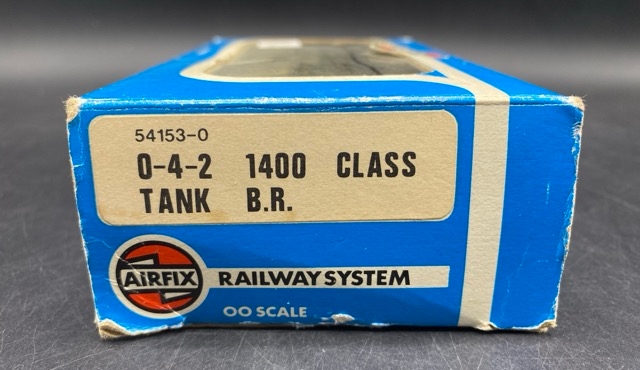 54153-0
0-4-2 1400 CLASS
TANK B.R.
AIRFIX RAILWAY SYSTEM
OO SCALE